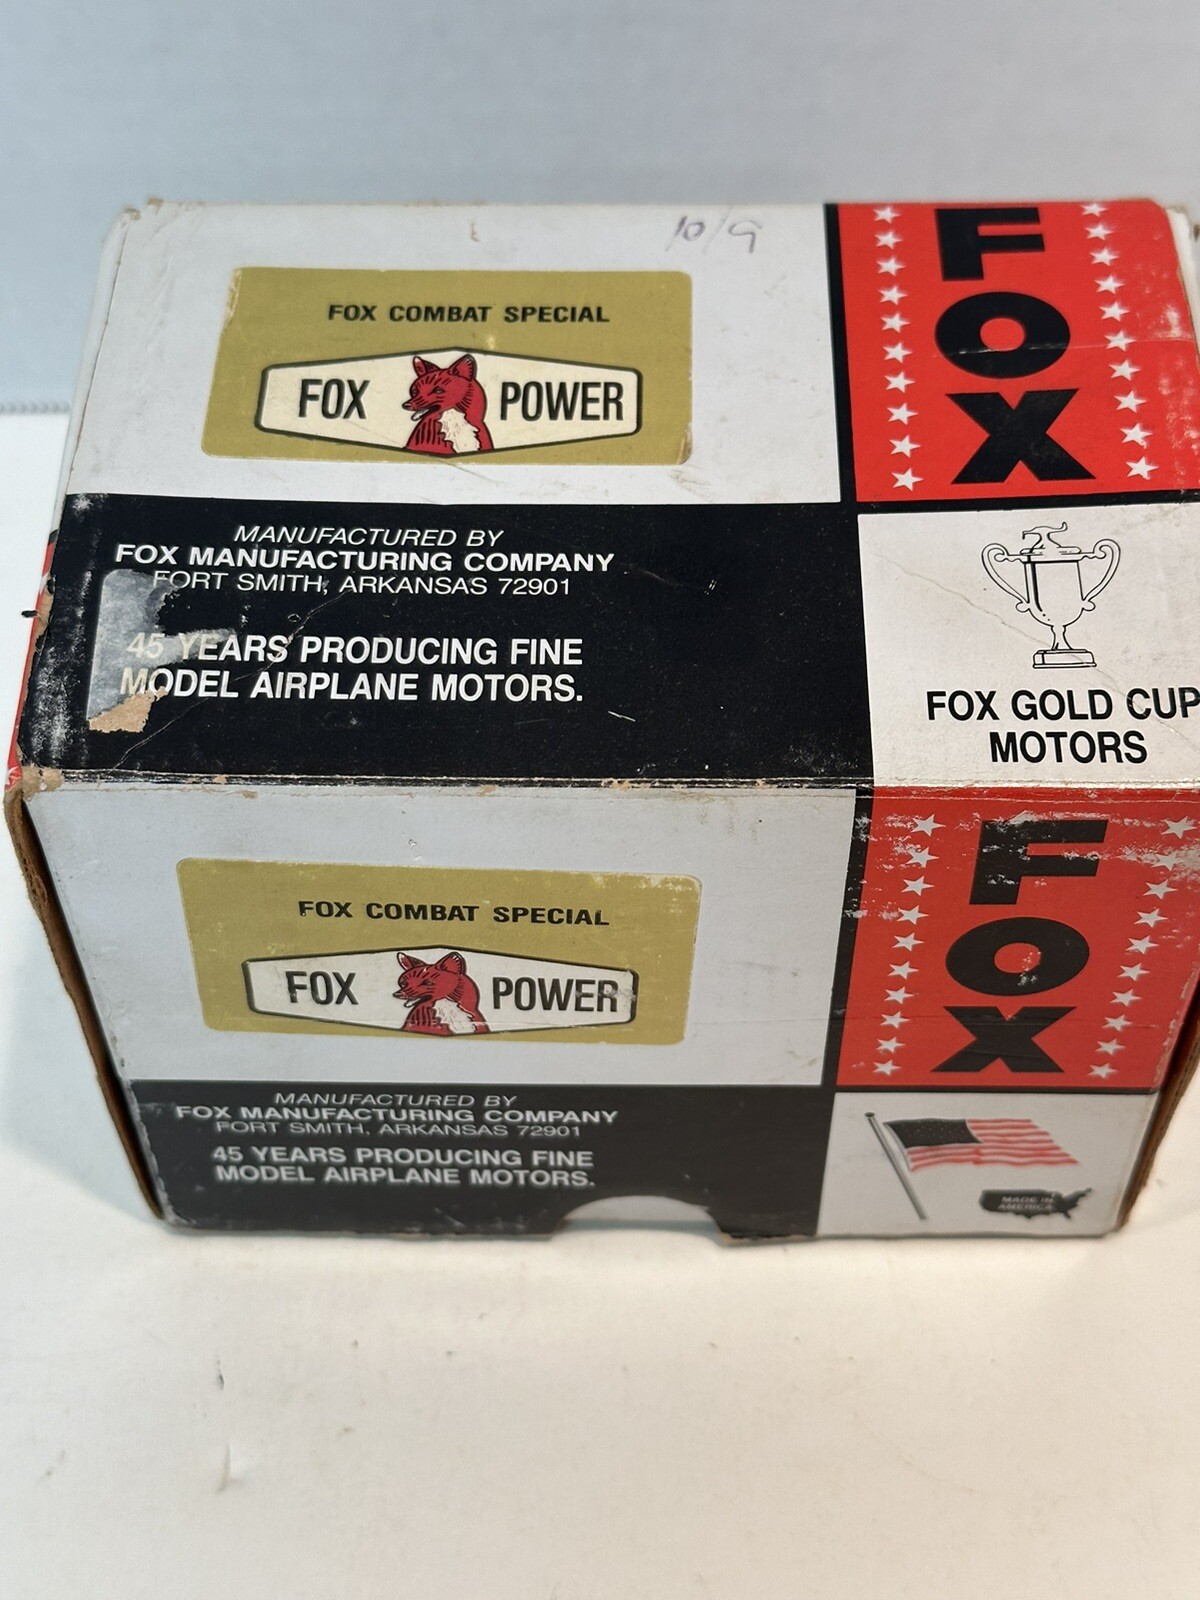 10/9
FOX COMBAT SPECIAL
FOX POWER
FOX
MANUFACTURED BY
FOX MANUFACTURING COMPANY
FORT SMITH, ARKANSAS 72901
45 YEARS PRODUCING FINE
MODEL AIRPLANE MOTORS.
FOX GOLD CUP
MOTORS
FOX COMBAT SPECIAL
FOX POWER
FOX
MANUFACTURED BY
FOX MANUFACTURING COMPANY
FORT SMITH, ARKANSAS 72901
45 YEARS PRODUCING FINE
MODEL AIRPLANE MOTORS.
MADE IN
AMERICA